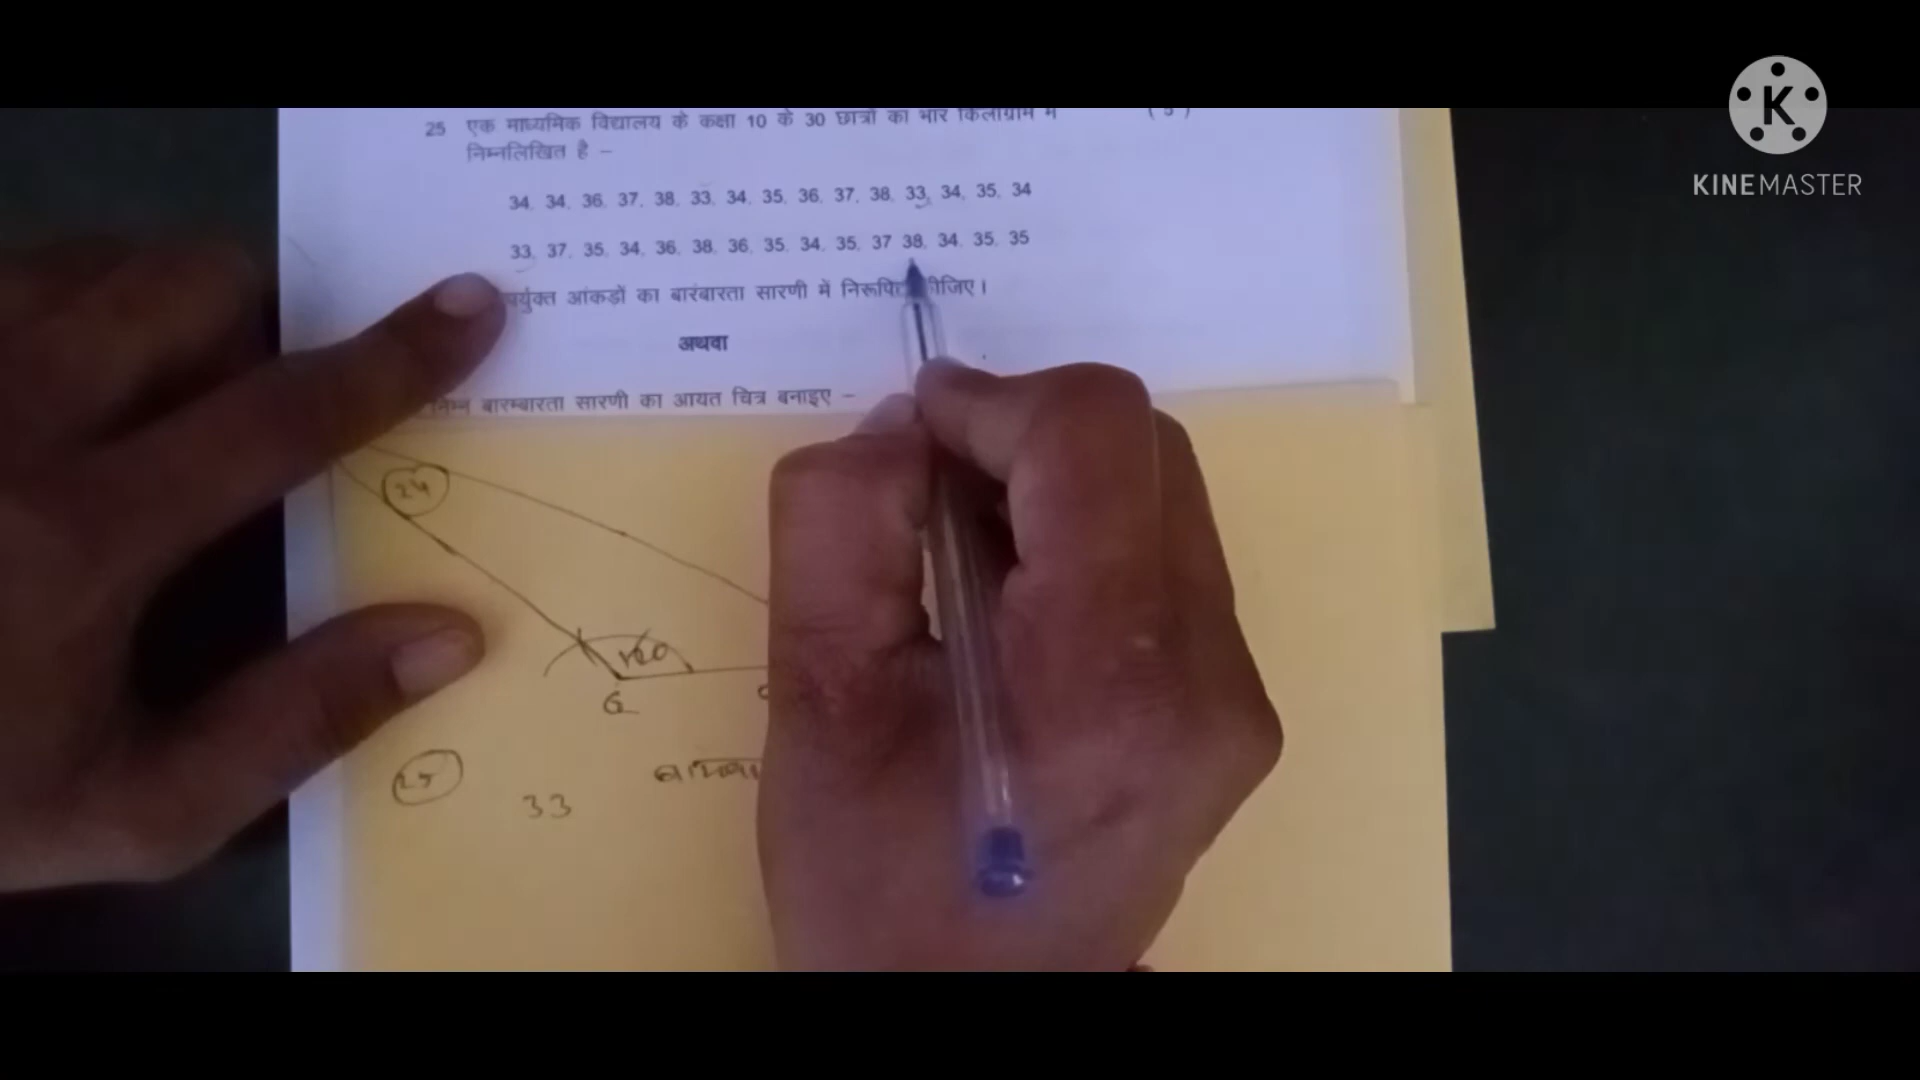 KINEMASTER
25 एक माध्यमिक विद्यालय के कक्षा 10 के 30 छात्रों का भार किलोग्राम में ( 5 )
निम्नलिखित है –
34, 34, 36, 37, 38, 33, 34, 35, 36, 37, 38, 33, 34, 35, 34
33, 37, 35, 34, 36, 38, 36, 35, 34, 35, 37 38, 34, 35, 35
आंकड़ों का बारंबारता सारणी में
अथवा
निम्न बारम्बारता सारणी का आयत चित्र बनाइए –
24
120
G
25
33